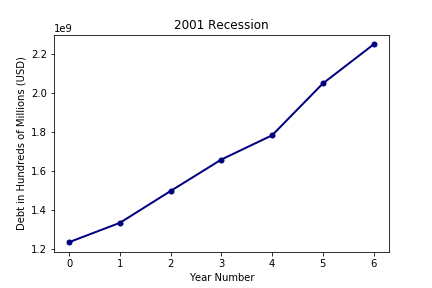 2001 Recession
1e9
Debt in Hundreds of Millions (USD)
2.2
2.0
1.8
1.6
1.4
1.2
0 1 2 3 4 5 6
Year Number